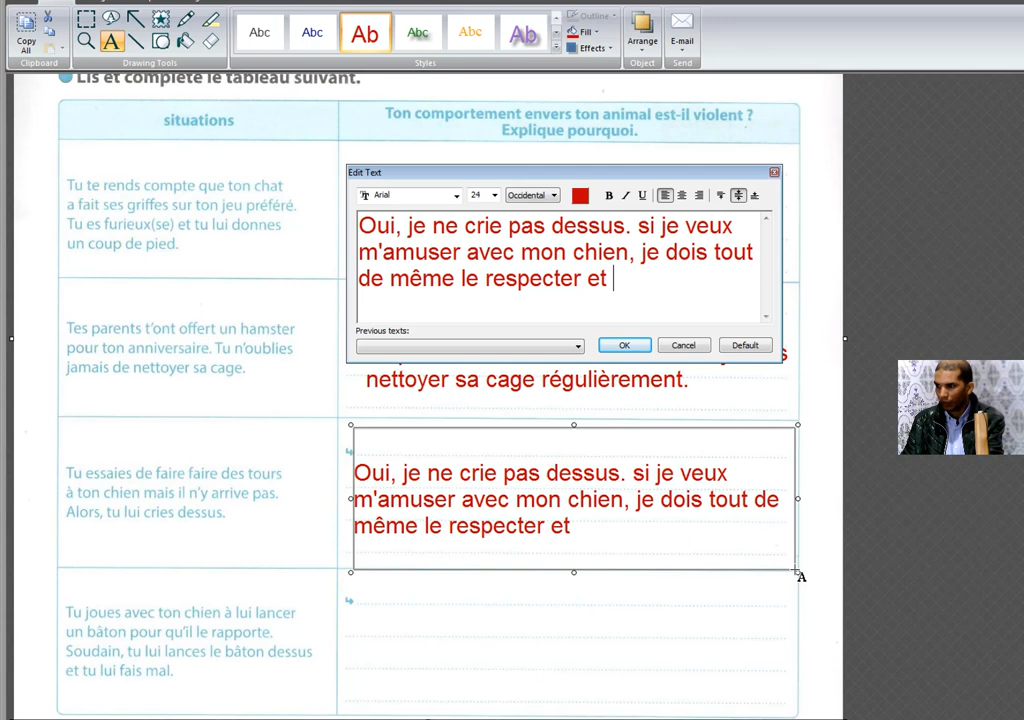 Copy
All
Clipboard
Drawing Tools
Abc
Abc
Ab
Abc
Abc
Ab
Styles
Outline
Fill
Effects
Arrange
Object
E-mail
Send
Lis et complète le tableau suivant.
situations
Ton comportement envers ton animal est-il violent ?
Explique pourquoi.
Tu te rends compte que ton chat
a fait ses griffes sur ton jeu préféré.
Tu es furieux(se) et tu lui donnes
un coup de pied.
Edit Text
Arial
24
Occidental
B
I
U
Oui, je ne crie pas dessus. si je veux
m'amuser avec mon chien, je dois tout
de même le respecter et
Previous texts:
OK
Cancel
Default
Tes parents t'ont offert un hamster
pour ton anniversaire. Tu n'oublies
jamais de nettoyer sa cage.
nettoyer sa cage régulièrement.
Tu essaies de faire faire des tours
à ton chien mais il n'y arrive pas.
Alors, tu lui cries dessus.
Oui, je ne crie pas dessus. si je veux
m'amuser avec mon chien, je dois tout de
même le respecter et
A
Tu joues avec ton chien à lui lancer
un bâton pour qu'il le rapporte.
Soudain, tu lui lances le bâton dessus
et tu lui fais mal.